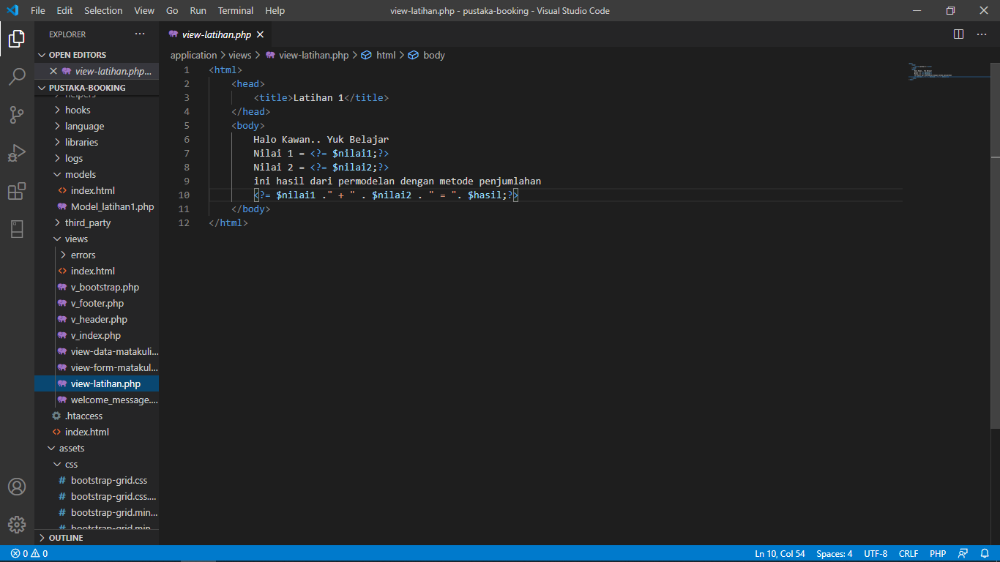 File Edit Selection View Go Run Terminal Help view-latihan.php - pustaka-booking - Visual Studio Code
EXPLORER ...
OPEN EDITORS
view-latihan.php...
PUSTAKA-BOOKING
helpers
hooks
language
libraries
logs
models
index.html
Model_latihan1.php
third_party
views
errors
index.html
v_bootstrap.php
v_footer.php
v_header.php
v_index.php
view-data-matakuli...
view-form-matakul...
view-latihan.php
welcome_message....
.htaccess
index.html
assets
css
bootstrap-grid.css
bootstrap-grid.css....
bootstrap-grid.min...
bootstrap-grid.min
OUTLINE
view-latihan.php
application > views > view-latihan.php > html > body
1 <html>
2 <head>
3 <title>Latihan 1</title>
4 </head>
5 <body>
6 Halo Kawan.. Yuk Belajar
7 Nilai 1 = <?= $nilai1;?>
8 Nilai 2 = <?= $nilai2;?>
9 ini hasil dari permodelan dengan metode penjumlahan
10 <?= $nilai1 ." + " . $nilai2 . " = ". $hasil;?>
11 </body>
12 </html>
0 0 Ln 10, Col 54 Spaces: 4 UTF-8 CRLF PHP